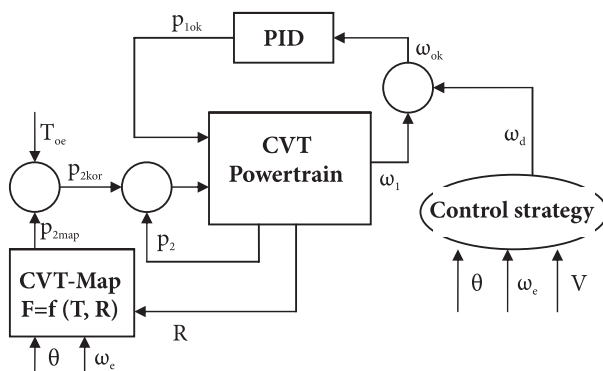 p1ok
PID
ωok
Toe
CVT
Powertrain
ωd
p2kor
ω1
Control strategy
p2map
p2
CVT-Map
F=f (T, R)
R
θ
ωe
V
θ
ωe